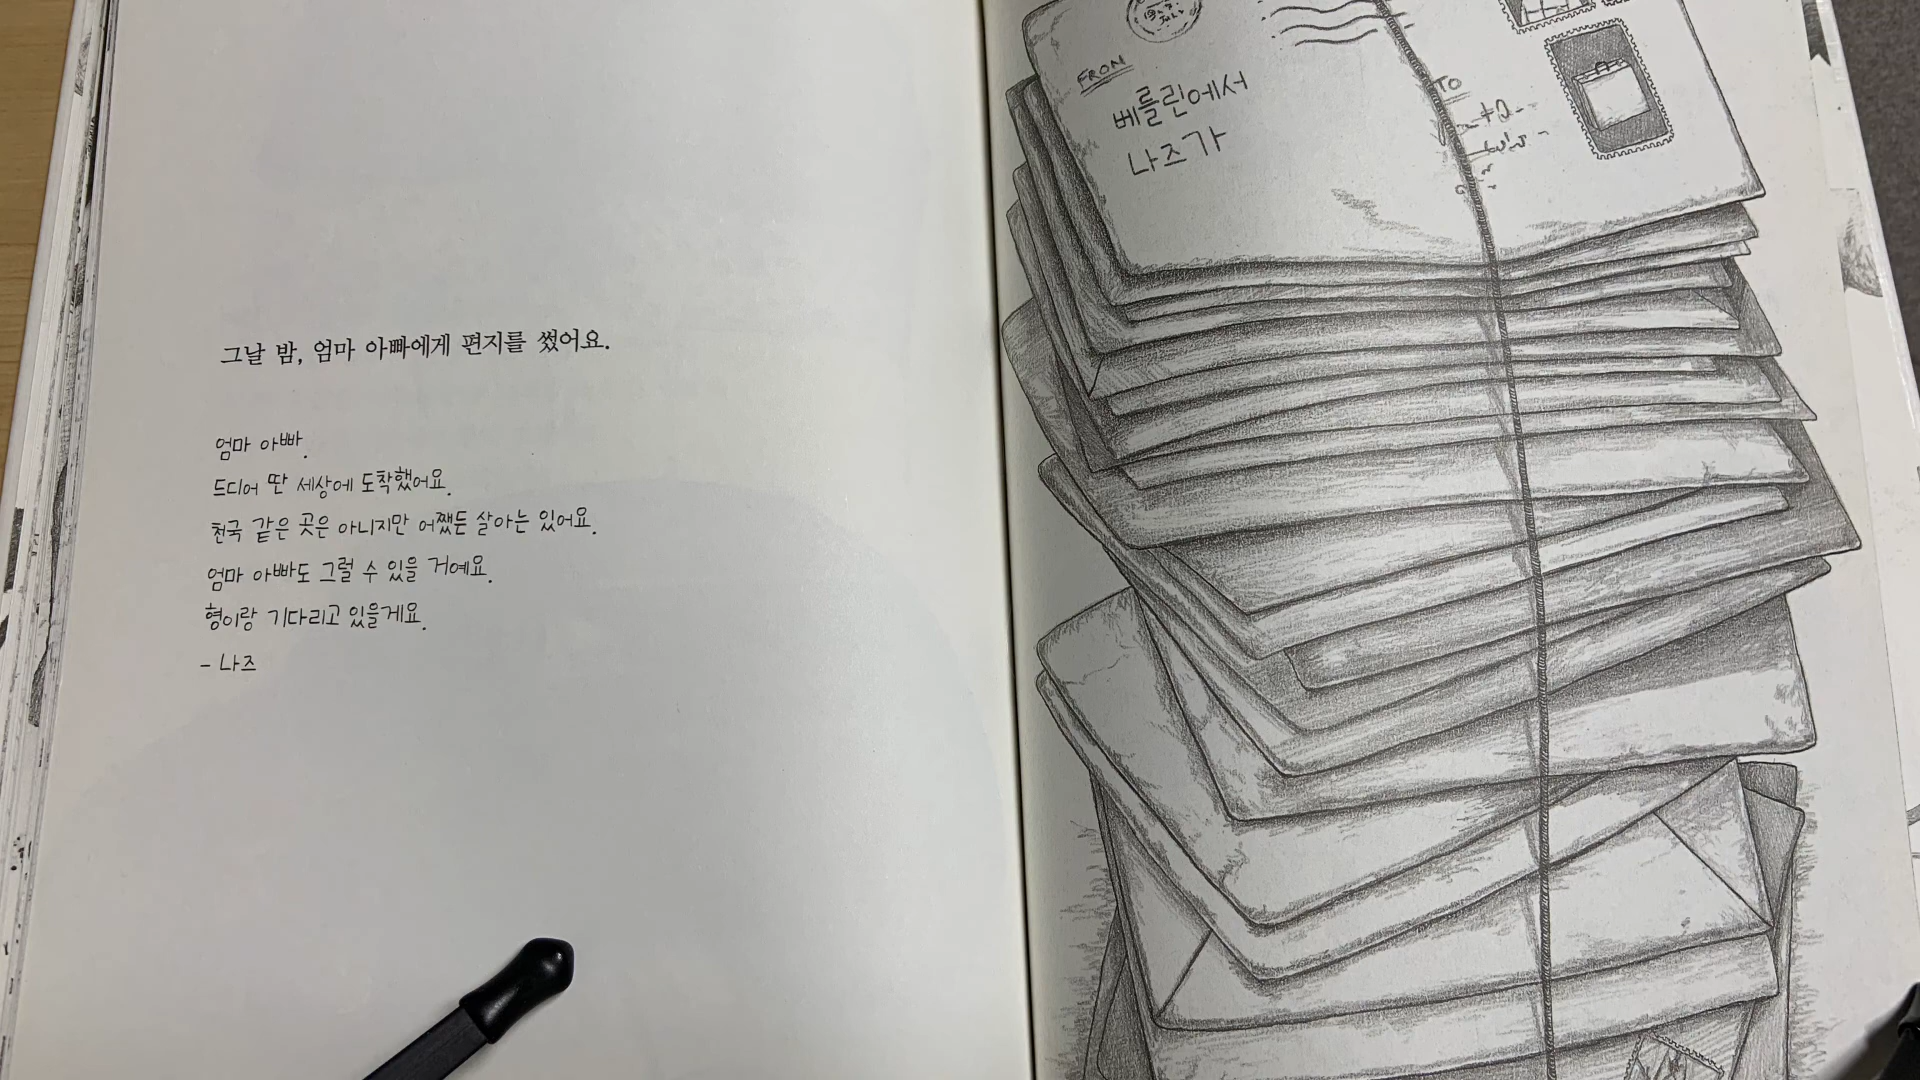 그날 밤, 엄마 아빠에게 편지를 썼어요.
엄마 아빠.
드디어 딴 세상에 도착했어요.
천국 같은 곳은 아니지만 어쨌든 살아는 있어요.
엄마 아빠도 그럴 수 있을 거예요.
형이랑 기다리고 있을게요.
- 나즈
FROM
베를린에서
나즈가
TO